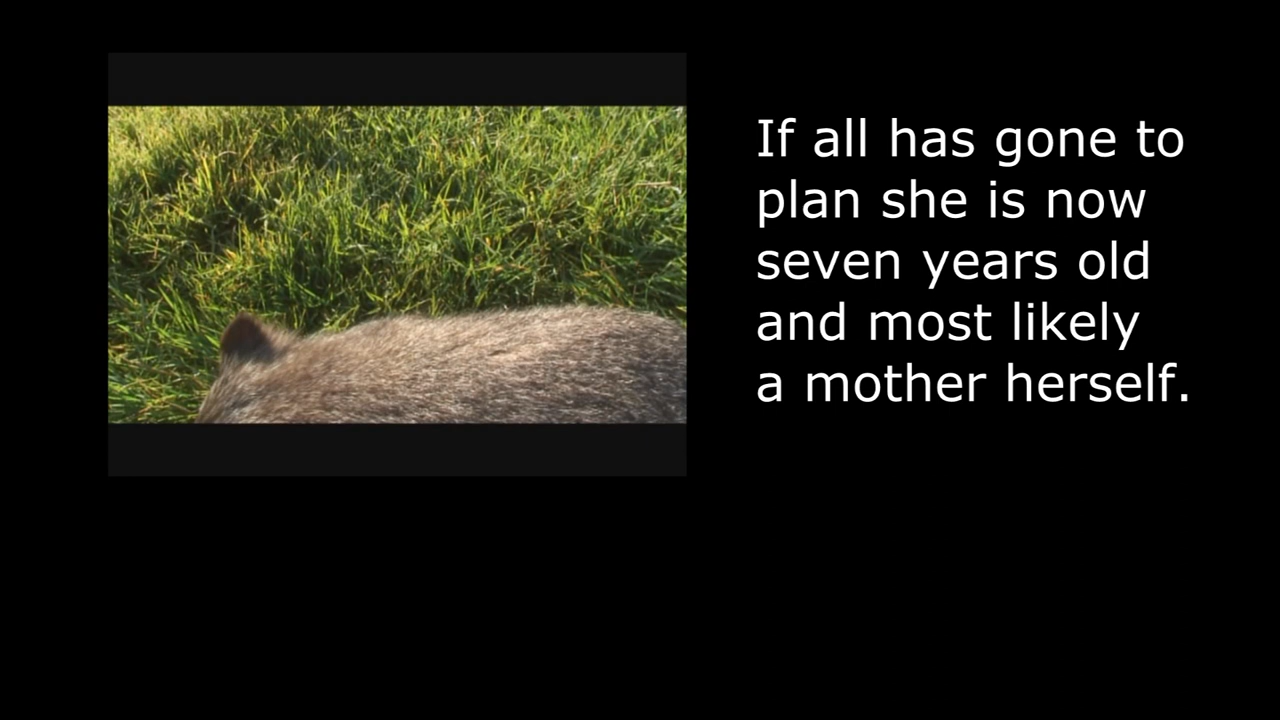 If all has gone to
plan she is now
seven years old
and most likely
a mother herself.